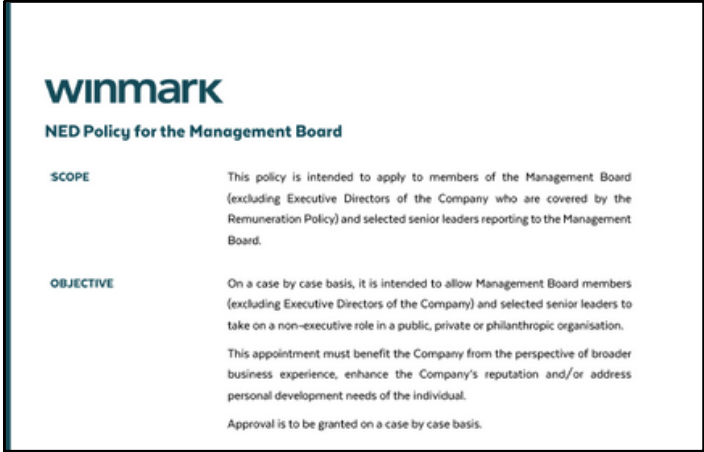 winmark
NED Policy for the Management Board
SCOPE
This policy is intended to apply to members of the Management Board
(excluding Executive Directors of the Company who are covered by the
Remuneration Policy) and selected senior leaders reporting to the Management
Board.
OBJECTIVE
On a case by case basis, it is intended to allow Management Board members
(excluding Executive Directors of the Company) and selected senior leaders to
take on a non-executive role in a public, private or philanthropic organisation.
This appointment must benefit the Company from the perspective of broader
business experience, enhance the Company's reputation and/or address
personal development needs of the individual.
Approval is to be granted on a case by case basis.